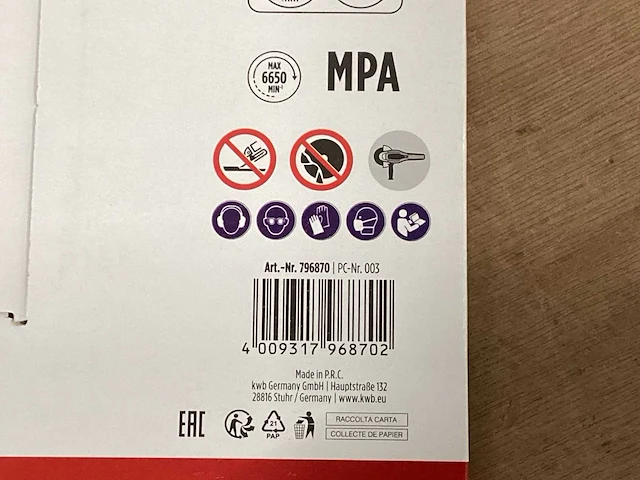 MAX
6650
MIN⁻¹
MPA
Art.-Nr. 796870 | PC-Nr. 003
4 009317 968702
Made in P.R.C.
kwb Germany GmbH | Hauptstraße 132
28816 Stuhr / Germany | www.kwb.eu
EAC
21
PAP
RACCOLTA CARTA
COLLECTE DE PAPIER